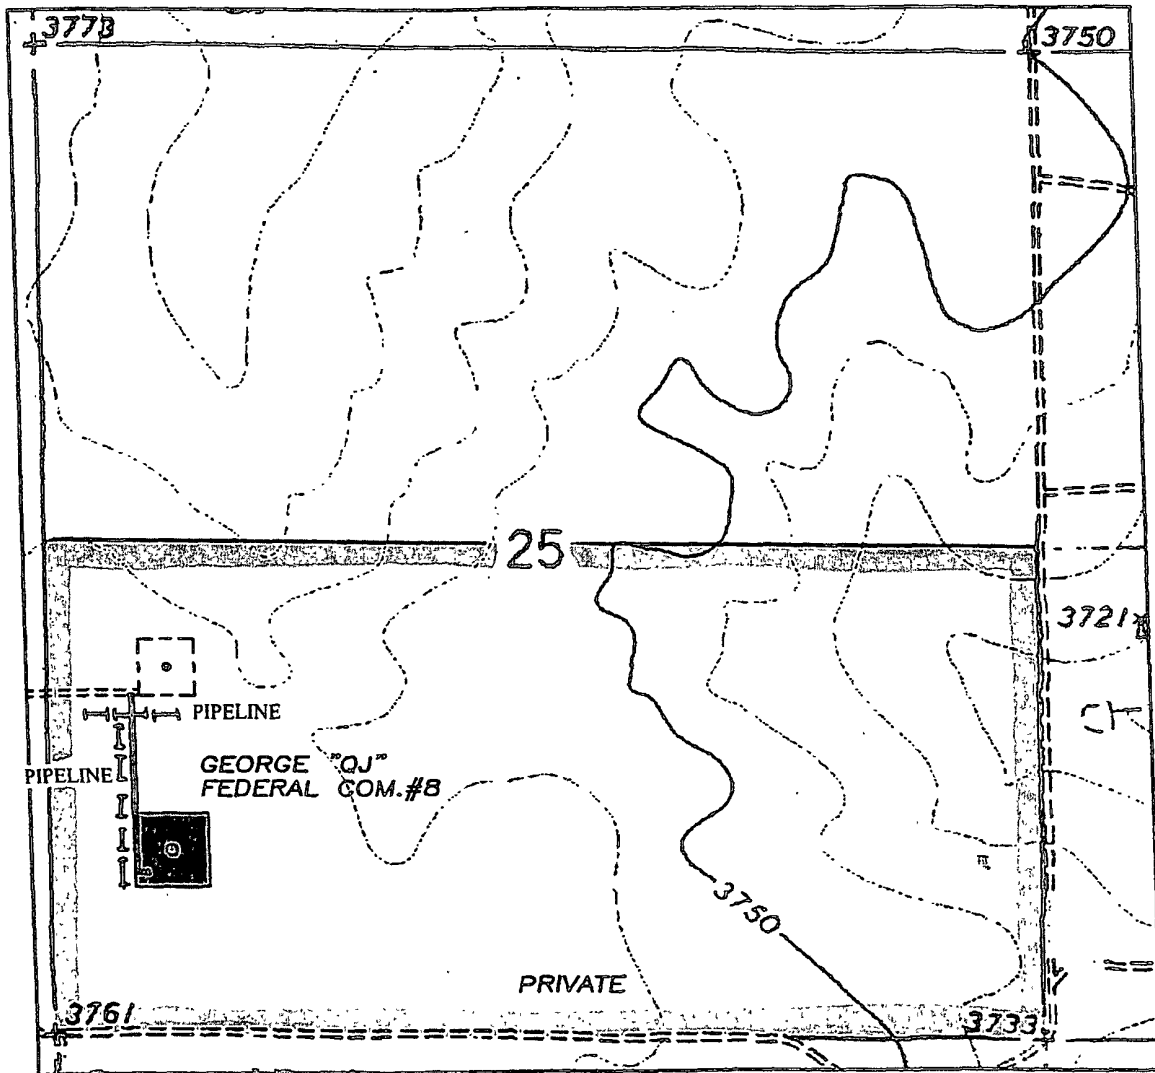 3773
3750
25
3721
PIPELINE
PIPELINE
GEORGE "QJ"
FEDERAL COM.#8
3750
PRIVATE
3761
3733